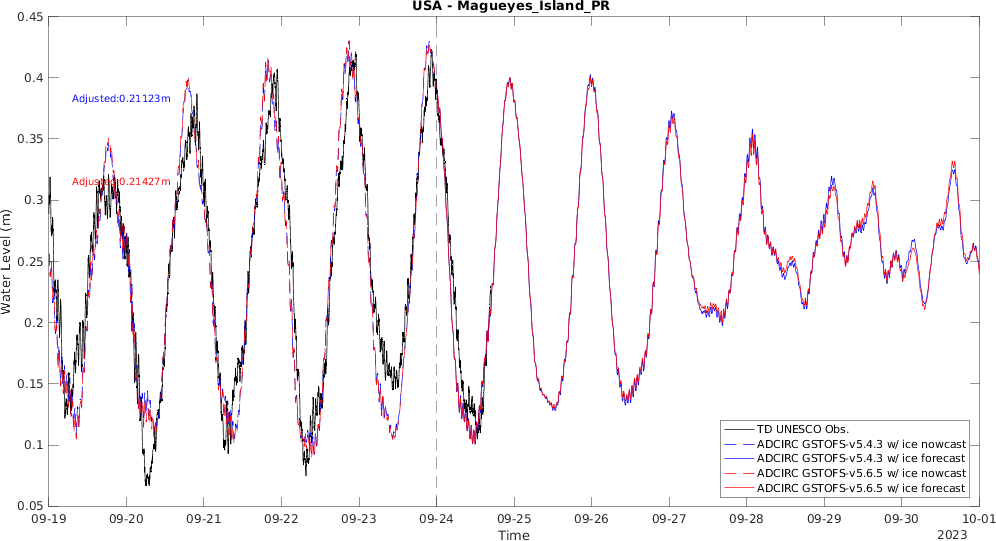 USA - Magueyes_Island_PR
0.45
0.4
0.35
0.3
0.25
0.2
0.15
0.1
0.05
Water Level (m)
Adjusted:0.21123m
Adjusted:0.21427m
TD UNESCO Obs.
ADCIRC GSTOFS-v5.4.3 w/ ice nowcast
ADCIRC GSTOFS-v5.4.3 w/ ice forecast
ADCIRC GSTOFS-v5.6.5 w/ ice nowcast
ADCIRC GSTOFS-v5.6.5 w/ ice forecast
09-19 09-20 09-21 09-22 09-23 09-24 09-25 09-26 09-27 09-28 09-29 09-30 10-01
Time
2023